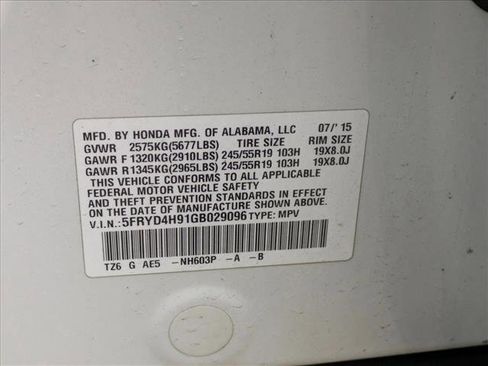 MFD. BY HONDA MFG. OF ALABAMA, LLC 07/ '15
GVWR 2575KG(5677LBS) TIRE SIZE RIM SIZE
GAWR F 1320KG(2910LBS) 245/55R19 103H 19X8.0J
GAWR R1345KG(2965LBS) 245/55R19 103H 19X8.0J
THIS VEHICLE CONFORMS TO ALL APPLICABLE
FEDERAL MOTOR VEHICLE SAFETY
AND THEFT PREVENTION STANDARDS IN EFFECT
ON THE DATE OF MANUFACTURE SHOWN ABOVE.
V.I.N.: 5FRYD4H91GB029096 TYPE: MPV
TZ6 G AE5 -NH603P -A -B